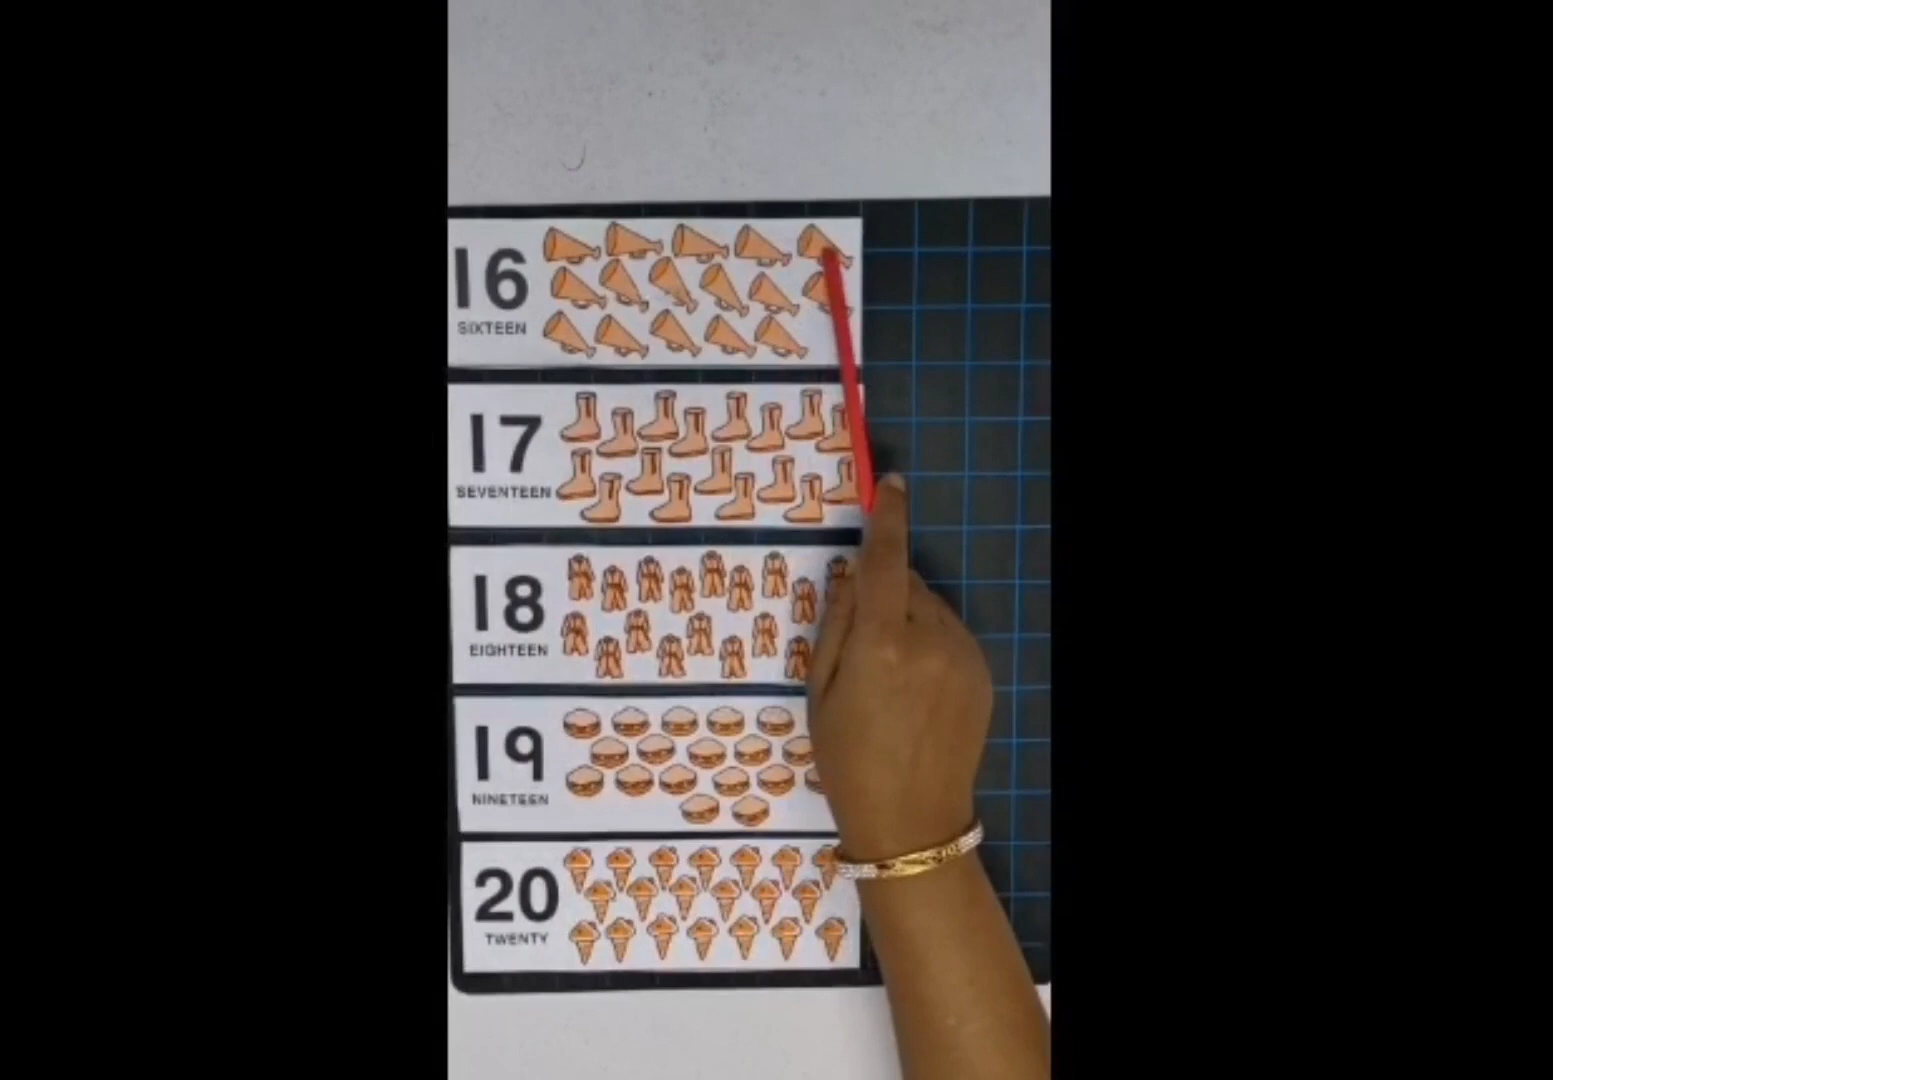 16
SIXTEEN
17
SEVENTEEN
18
EIGHTEEN
19
NINETEEN
20
TWENTY